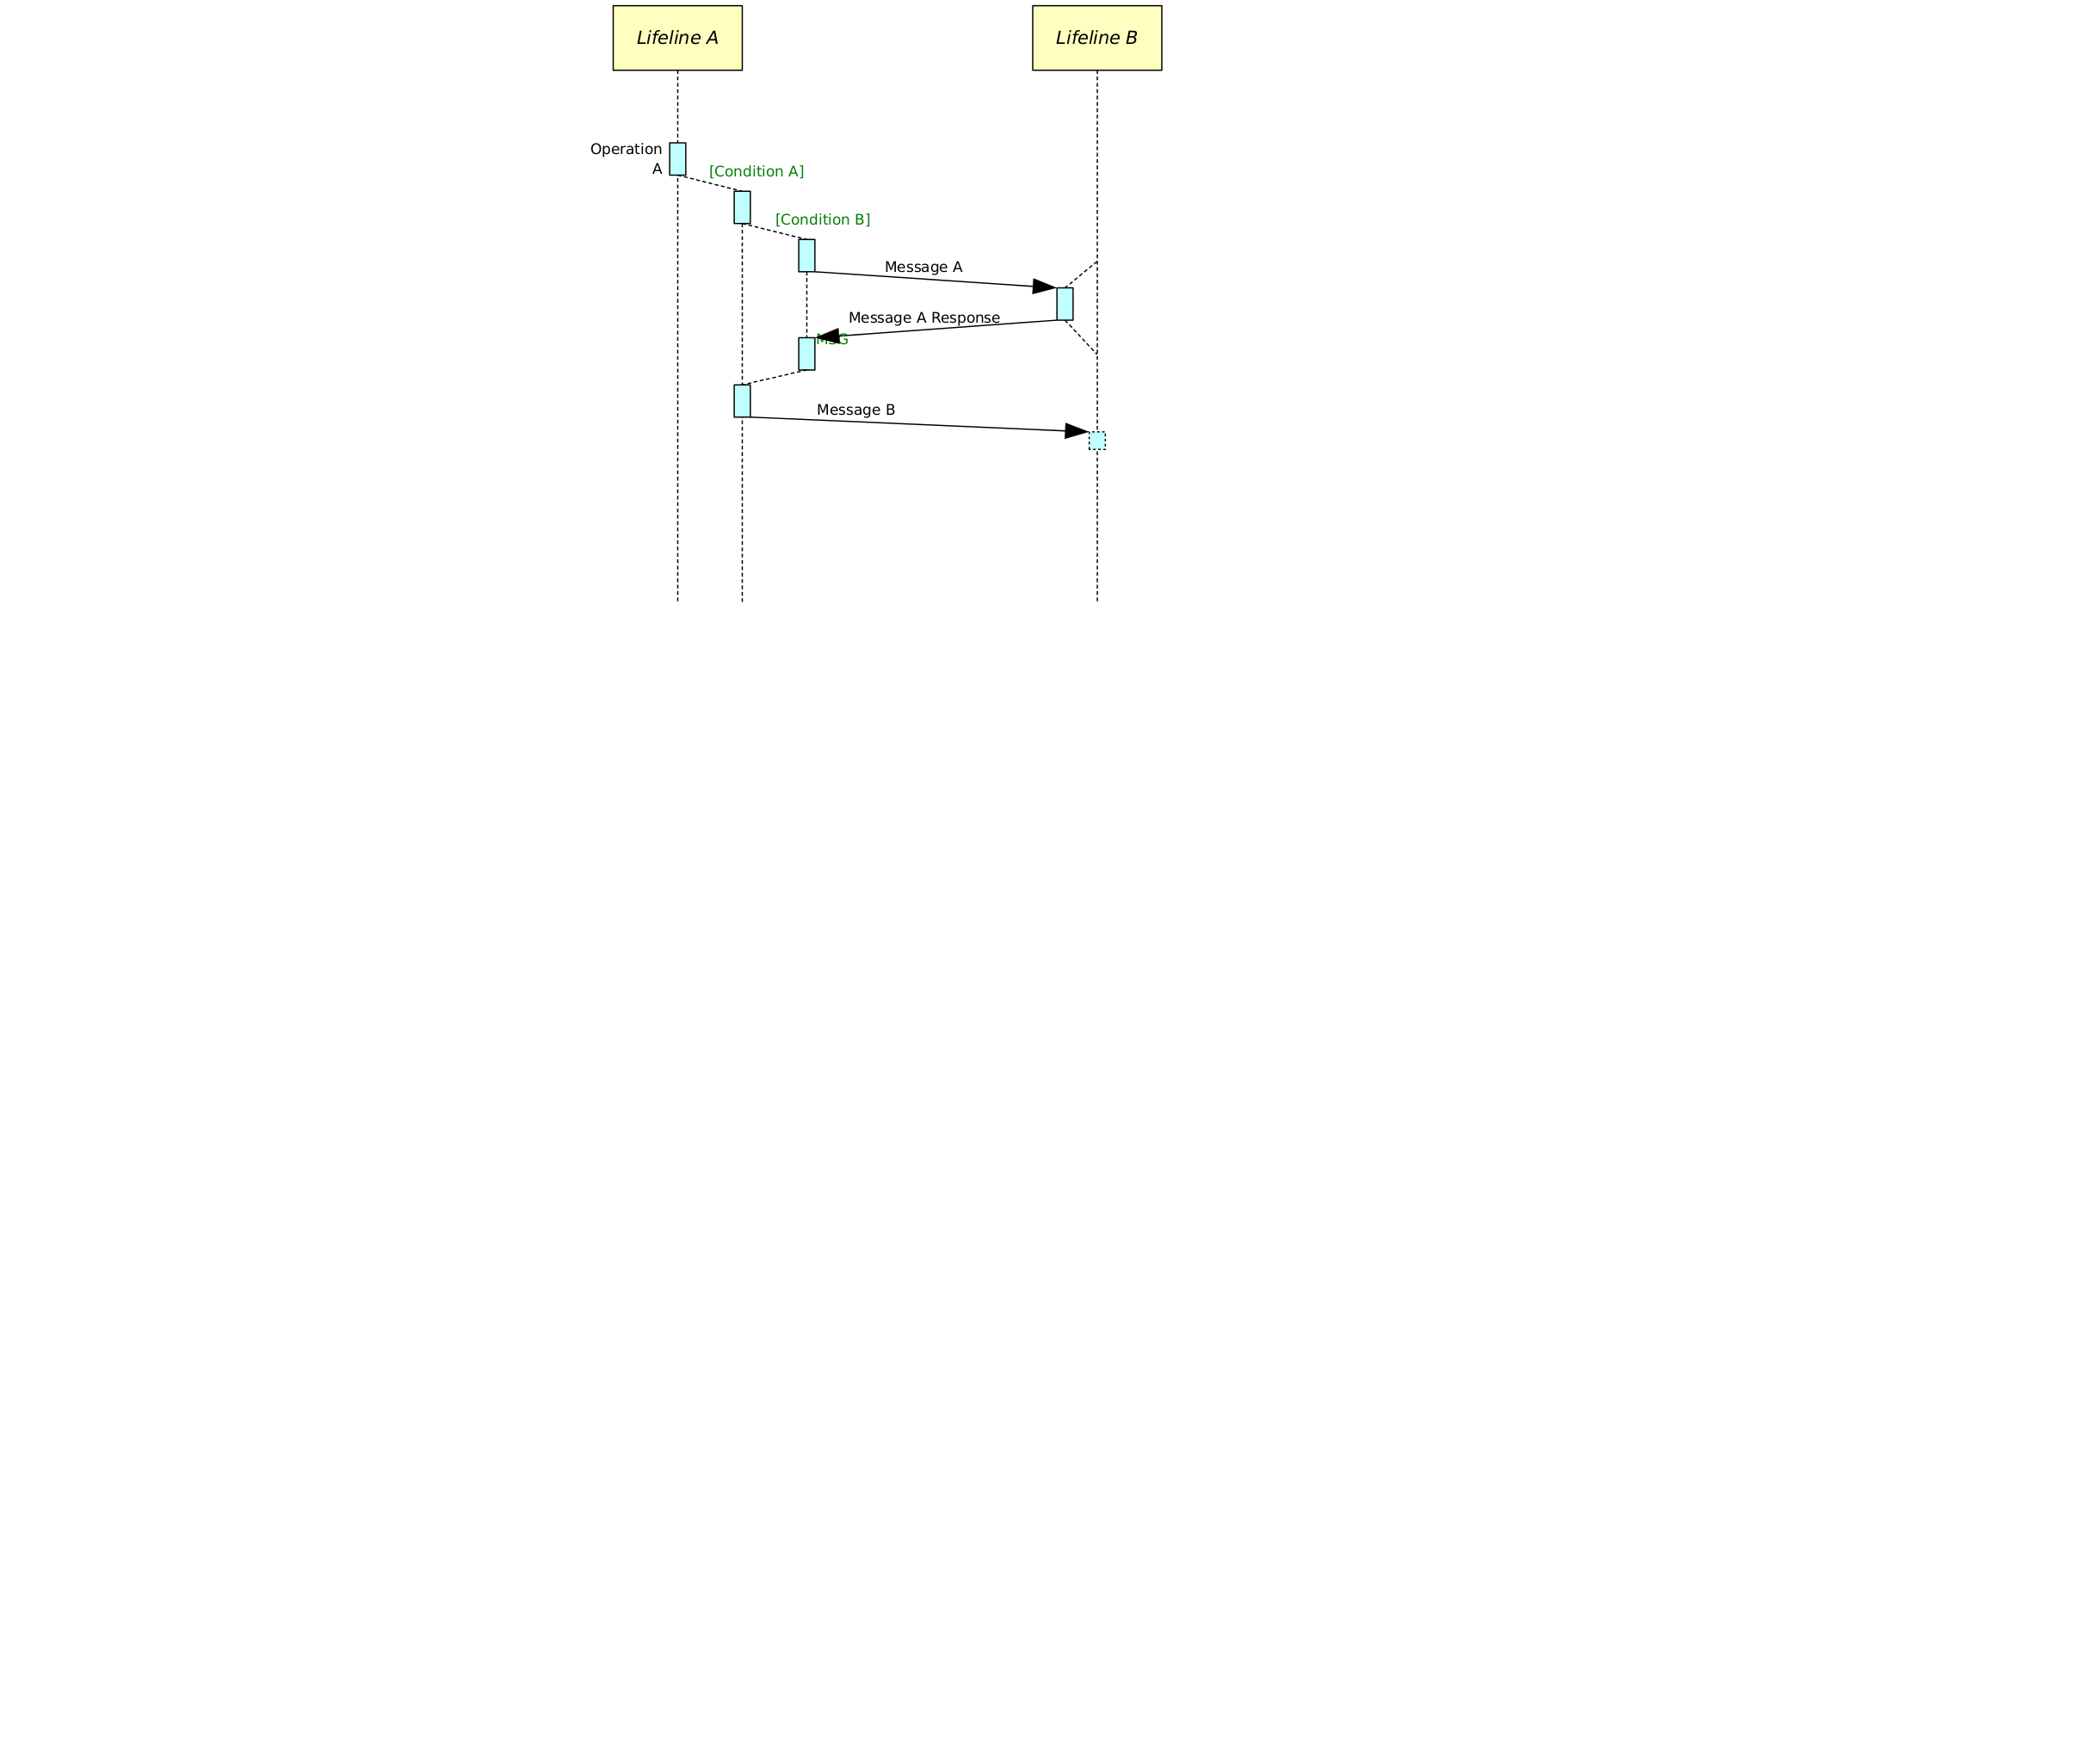 Lifeline A
Lifeline B
Operation
A
[Condition A]
[Condition B]
Message A
Message A Response
MSG
Message B